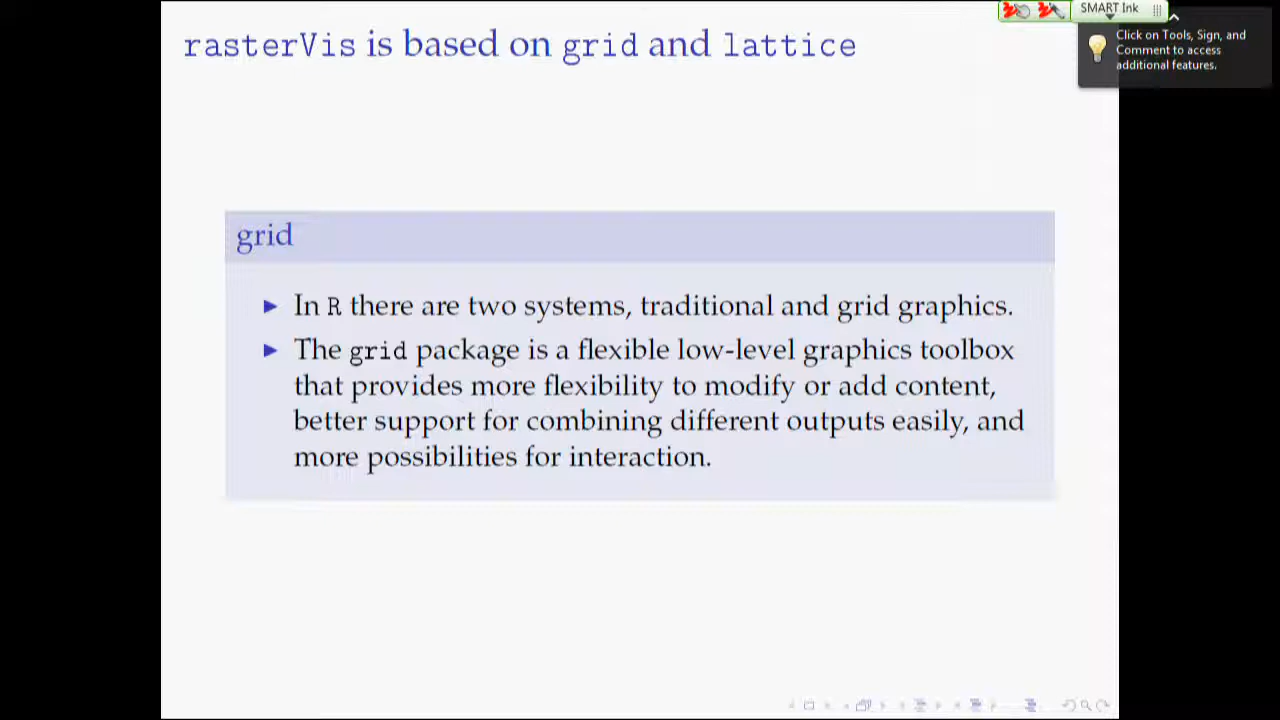 rasterVis is based on grid and lattice
SMART Ink
Click on Tools, Sign, and
Comment to access
additional features.
grid
In R there are two systems, traditional and grid graphics.
The grid package is a flexible low-level graphics toolbox
that provides more flexibility to modify or add content,
better support for combining different outputs easily, and
more possibilities for interaction.